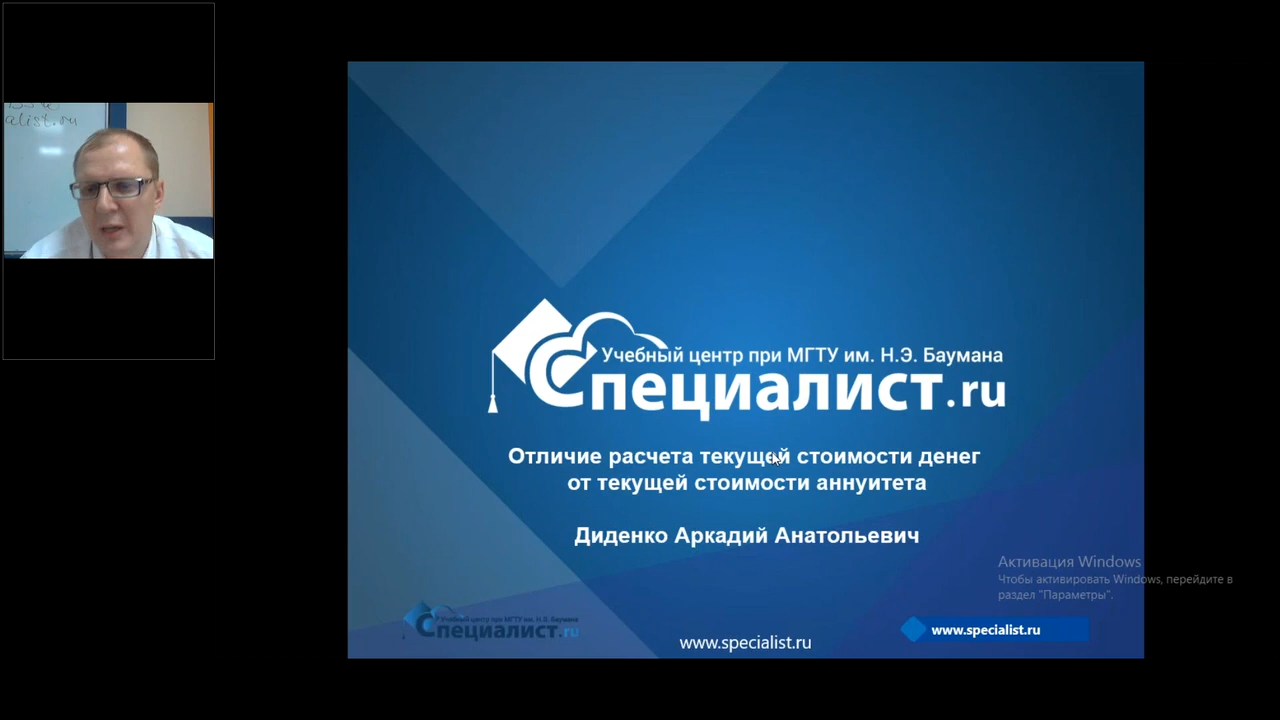 alist.ru
Учебный центр при МГТУ им. Н.Э. Баумана
Специалист.ru
Отличие расчета текущей стоимости денег
от текущей стоимости аннуитета
Диденко Аркадий Анатольевич
Активация Windows
Чтобы активировать Windows, перейдите в
раздел "Параметры".
Учебный центр при МГТУ им. Н.Э. Баумана
Специалист.ru
www.specialist.ru
www.specialist.ru